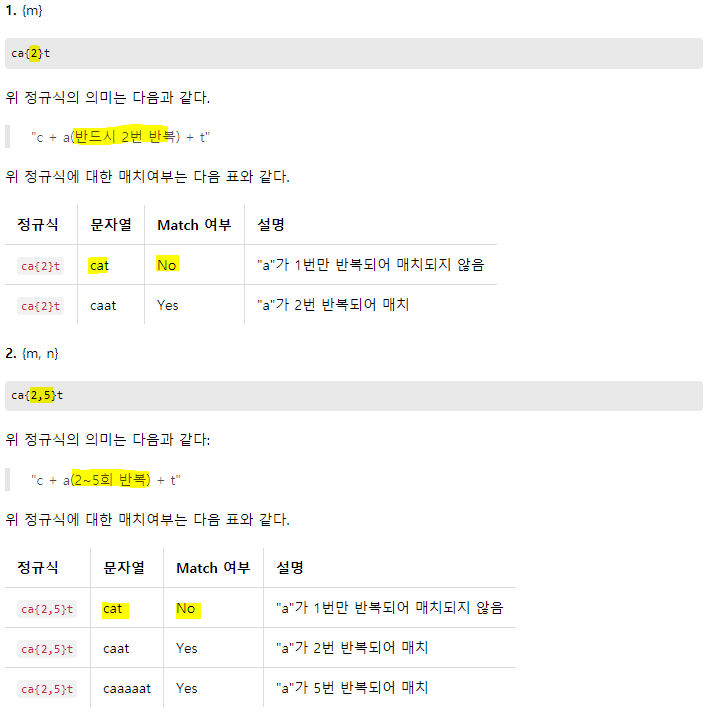 1. {m}
ca{2}t
위 정규식의 의미는 다음과 같다.
"c + a(반드시 2번 반복) + t"
위 정규식에 대한 매치여부는 다음 표와 같다.
정규식 문자열 Match 여부 설명
ca{2}t cat No "a"가 1번만 반복되어 매치되지 않음
ca{2}t caat Yes "a"가 2번 반복되어 매치
2. {m, n}
ca{2,5}t
위 정규식의 의미는 다음과 같다:
"c + a(2~5회 반복) + t"
위 정규식에 대한 매치여부는 다음 표와 같다.
정규식 문자열 Match 여부 설명
ca{2,5}t cat No "a"가 1번만 반복되어 매치되지 않음
ca{2,5}t caat Yes "a"가 2번 반복되어 매치
ca{2,5}t caaaaat Yes "a"가 5번 반복되어 매치